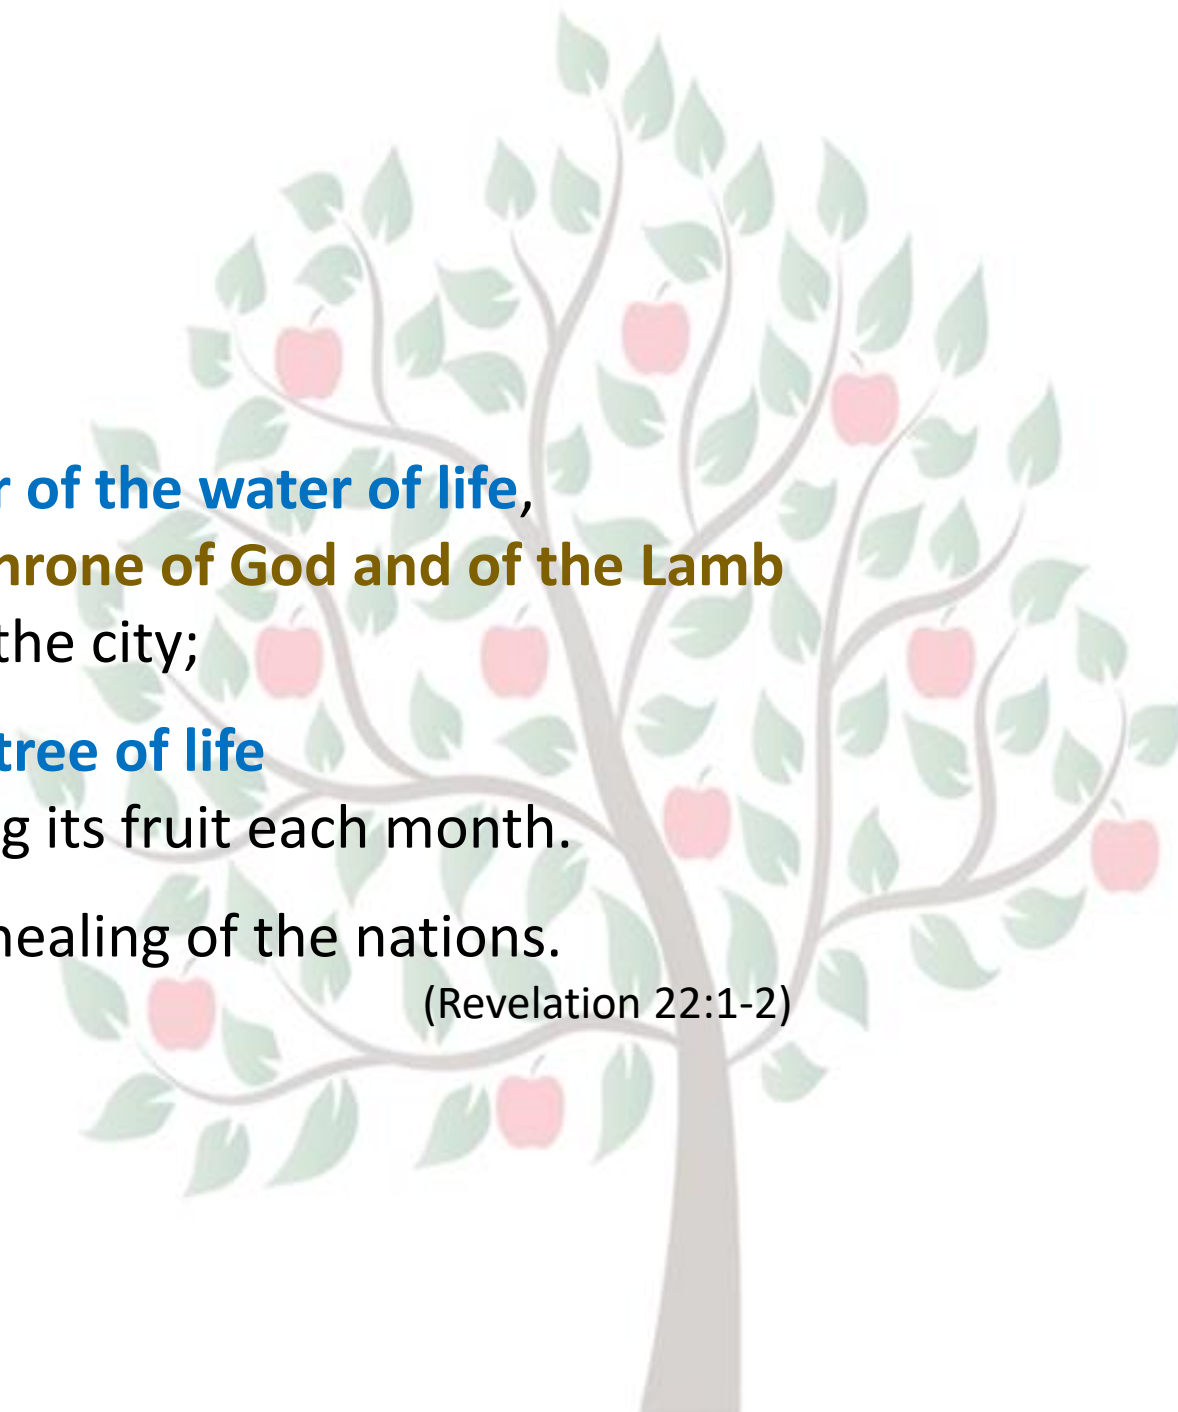 r of the water of life,
hrone of God and of the Lamb
the city;
tree of life
g its fruit each month.
healing of the nations.
(Revelation 22:1-2)